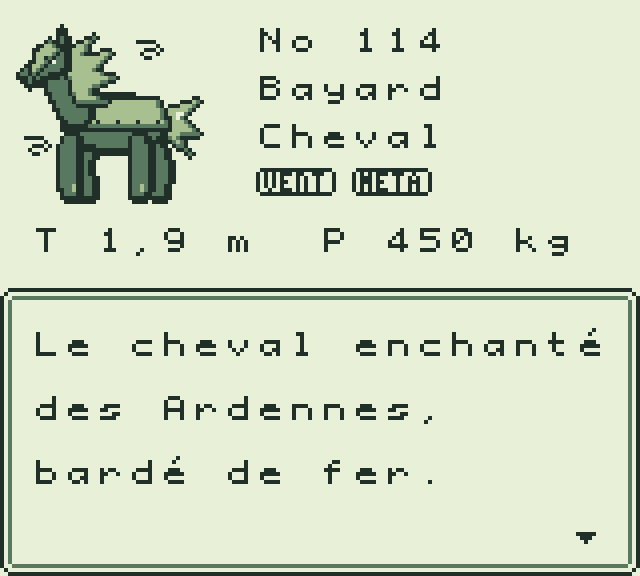 No 114
Bayard
Cheval
VENT META
T 1,9 m P 450 kg
Le cheval enchanté
des Ardennes,
bardé de fer.